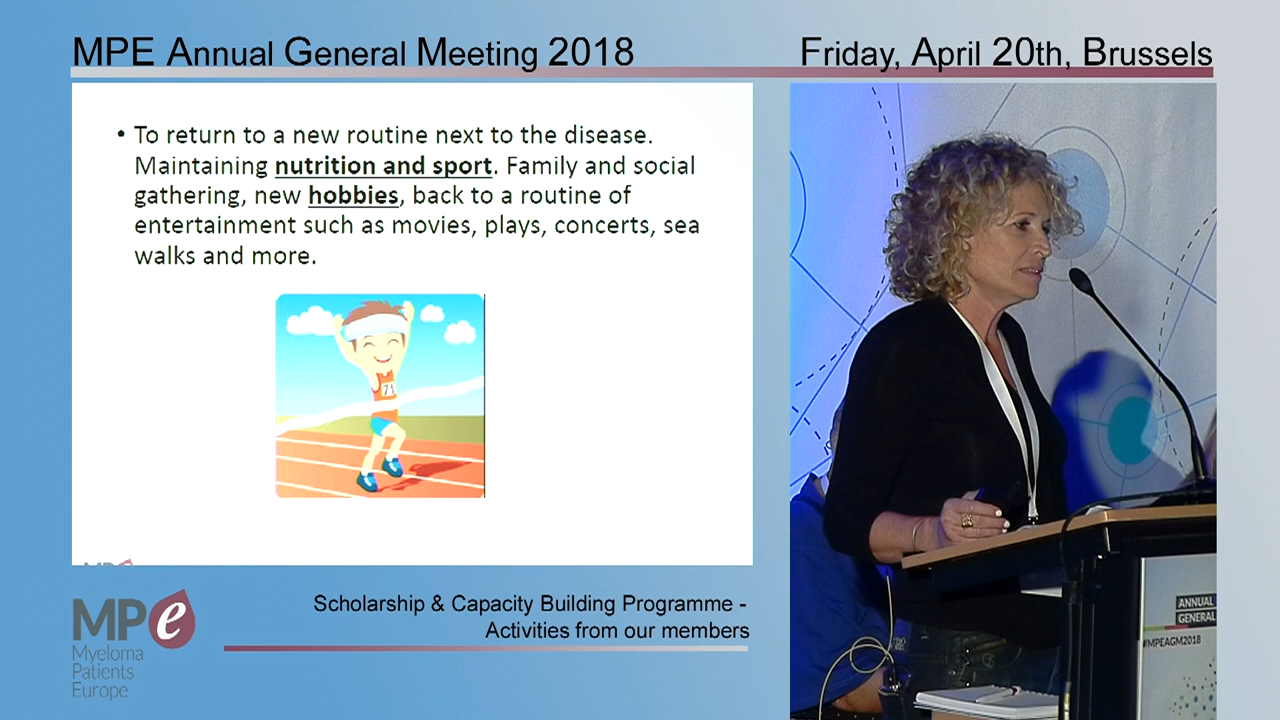 MPE Annual General Meeting 2018
Friday, April 20th, Brussels
• To return to a new routine next to the disease.
Maintaining nutrition and sport. Family and social
gathering, new hobbies, back to a routine of
entertainment such as movies, plays, concerts, sea
walks and more.
71
Scholarship & Capacity Building Programme -
Activities from our members
MPe
Myeloma
Patients
Europe
ANNUAL
GENERAL
#MPEAGM2018